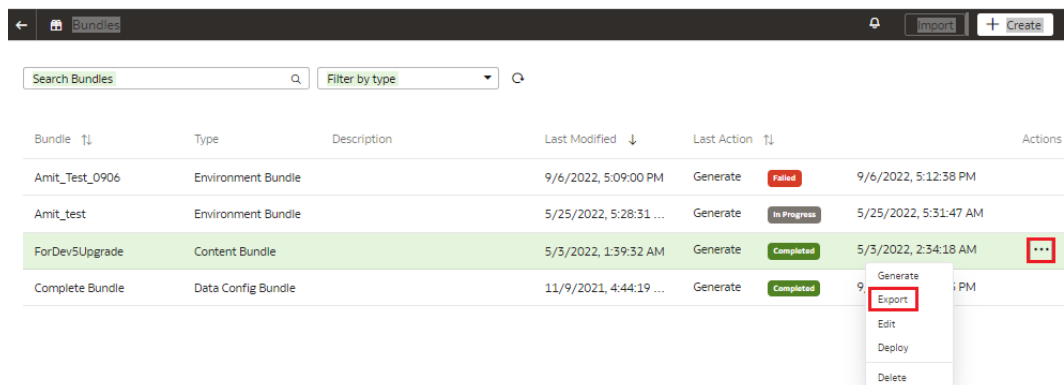 Bundles Import + Create
Search Bundles Filter by type
Bundle Type Description Last Modified Last Action Actions
Amit_Test_0906 Environment Bundle 9/6/2022, 5:09:00 PM Generate Failed 9/6/2022, 5:12:38 PM
Amit_test Environment Bundle 5/25/2022, 5:28:31 ... Generate In Progress 5/25/2022, 5:31:47 AM
ForDev5Upgrade Content Bundle 5/3/2022, 1:39:32 AM Generate Completed 5/3/2022, 2:34:18 AM ...
Generate
Complete Bundle Data Config Bundle 11/9/2021, 4:44:19 ... Generate Completed 9 PM
Export
Edit
Deploy
Delete